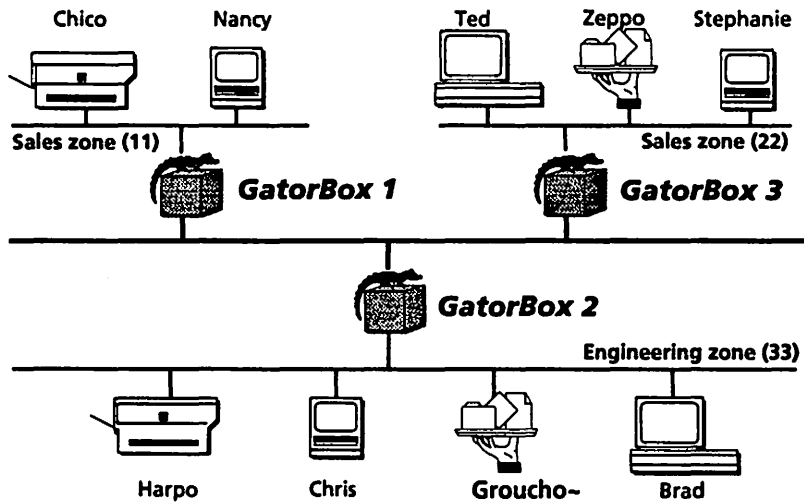 Chico Nancy Ted Zeppo Stephanie
Sales zone (11) Sales zone (22)
GatorBox 1 GatorBox 3
GatorBox 2
Engineering zone (33)
Harpo Chris Groucho~ Brad